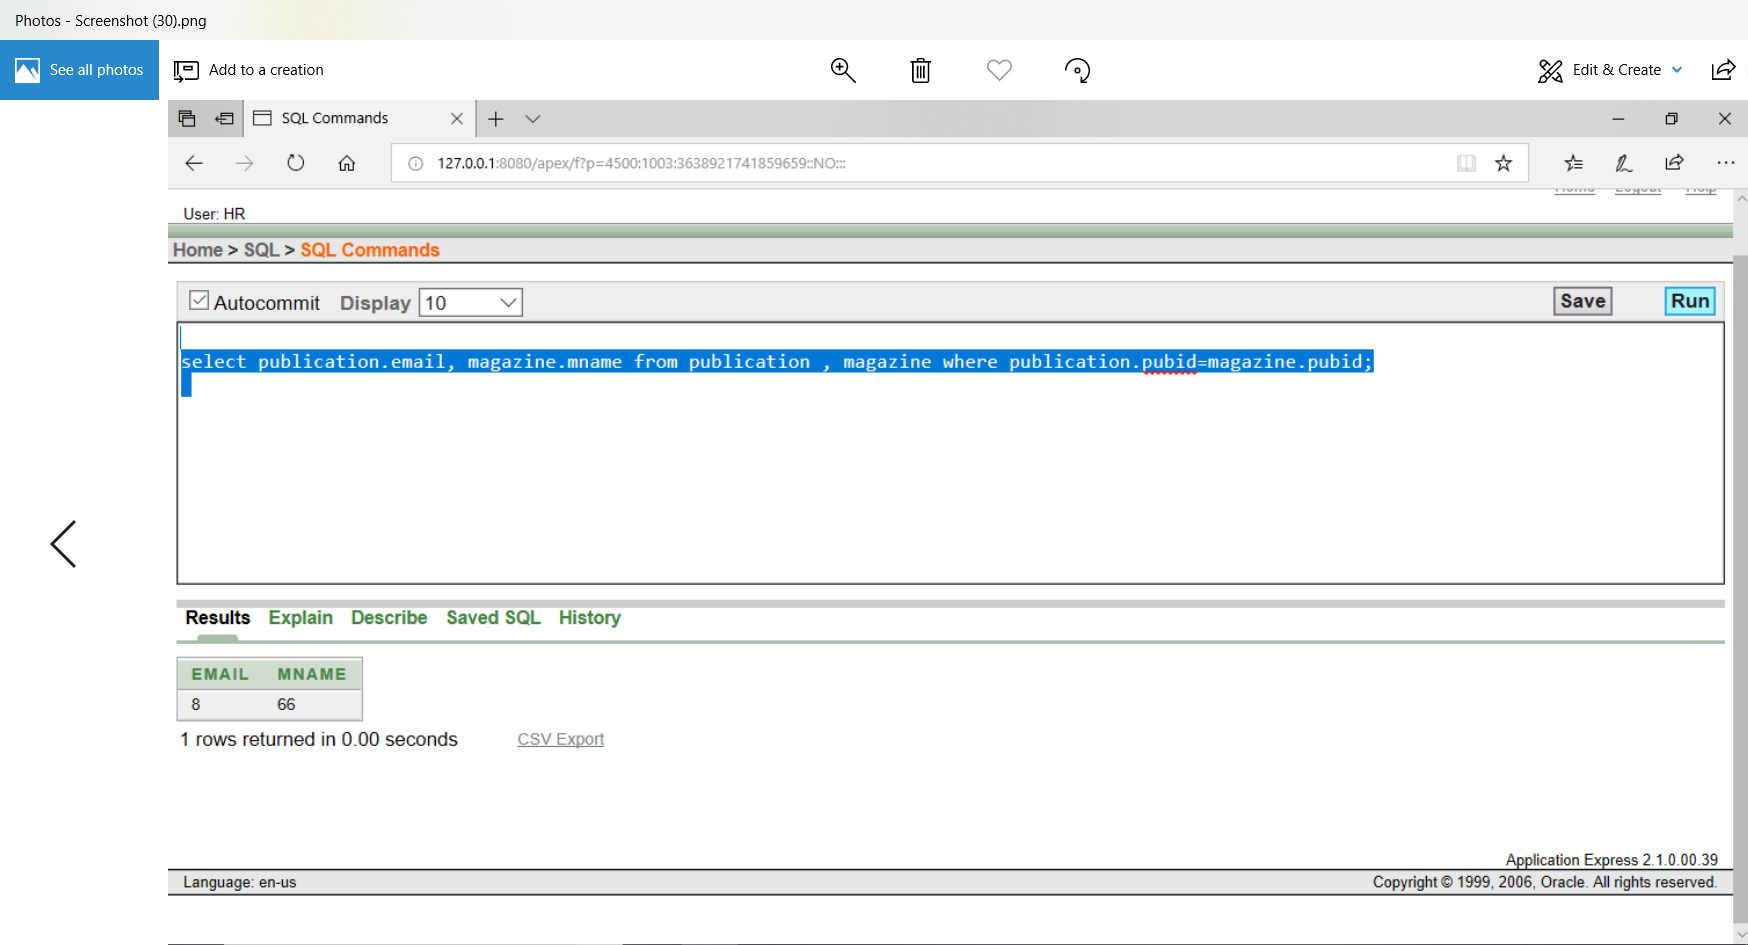 Photos - Screenshot (30).png
See all photos
Add to a creation
Edit & Create
SQL Commands
127.0.0.1:8080/apex/f?p=4500:1003:3638921741859659::NO:::
User: HR
Home > SQL > SQL Commands
Autocommit Display 10 Save Run
select publication.email, magazine.mname from publication , magazine where publication.pubid=magazine.pubid;
Results Explain Describe Saved SQL History
EMAIL MNAME
8 66
1 rows returned in 0.00 seconds CSV Export
Application Express 2.1.0.00.39
Language: en-us Copyright © 1999, 2006, Oracle. All rights reserved.